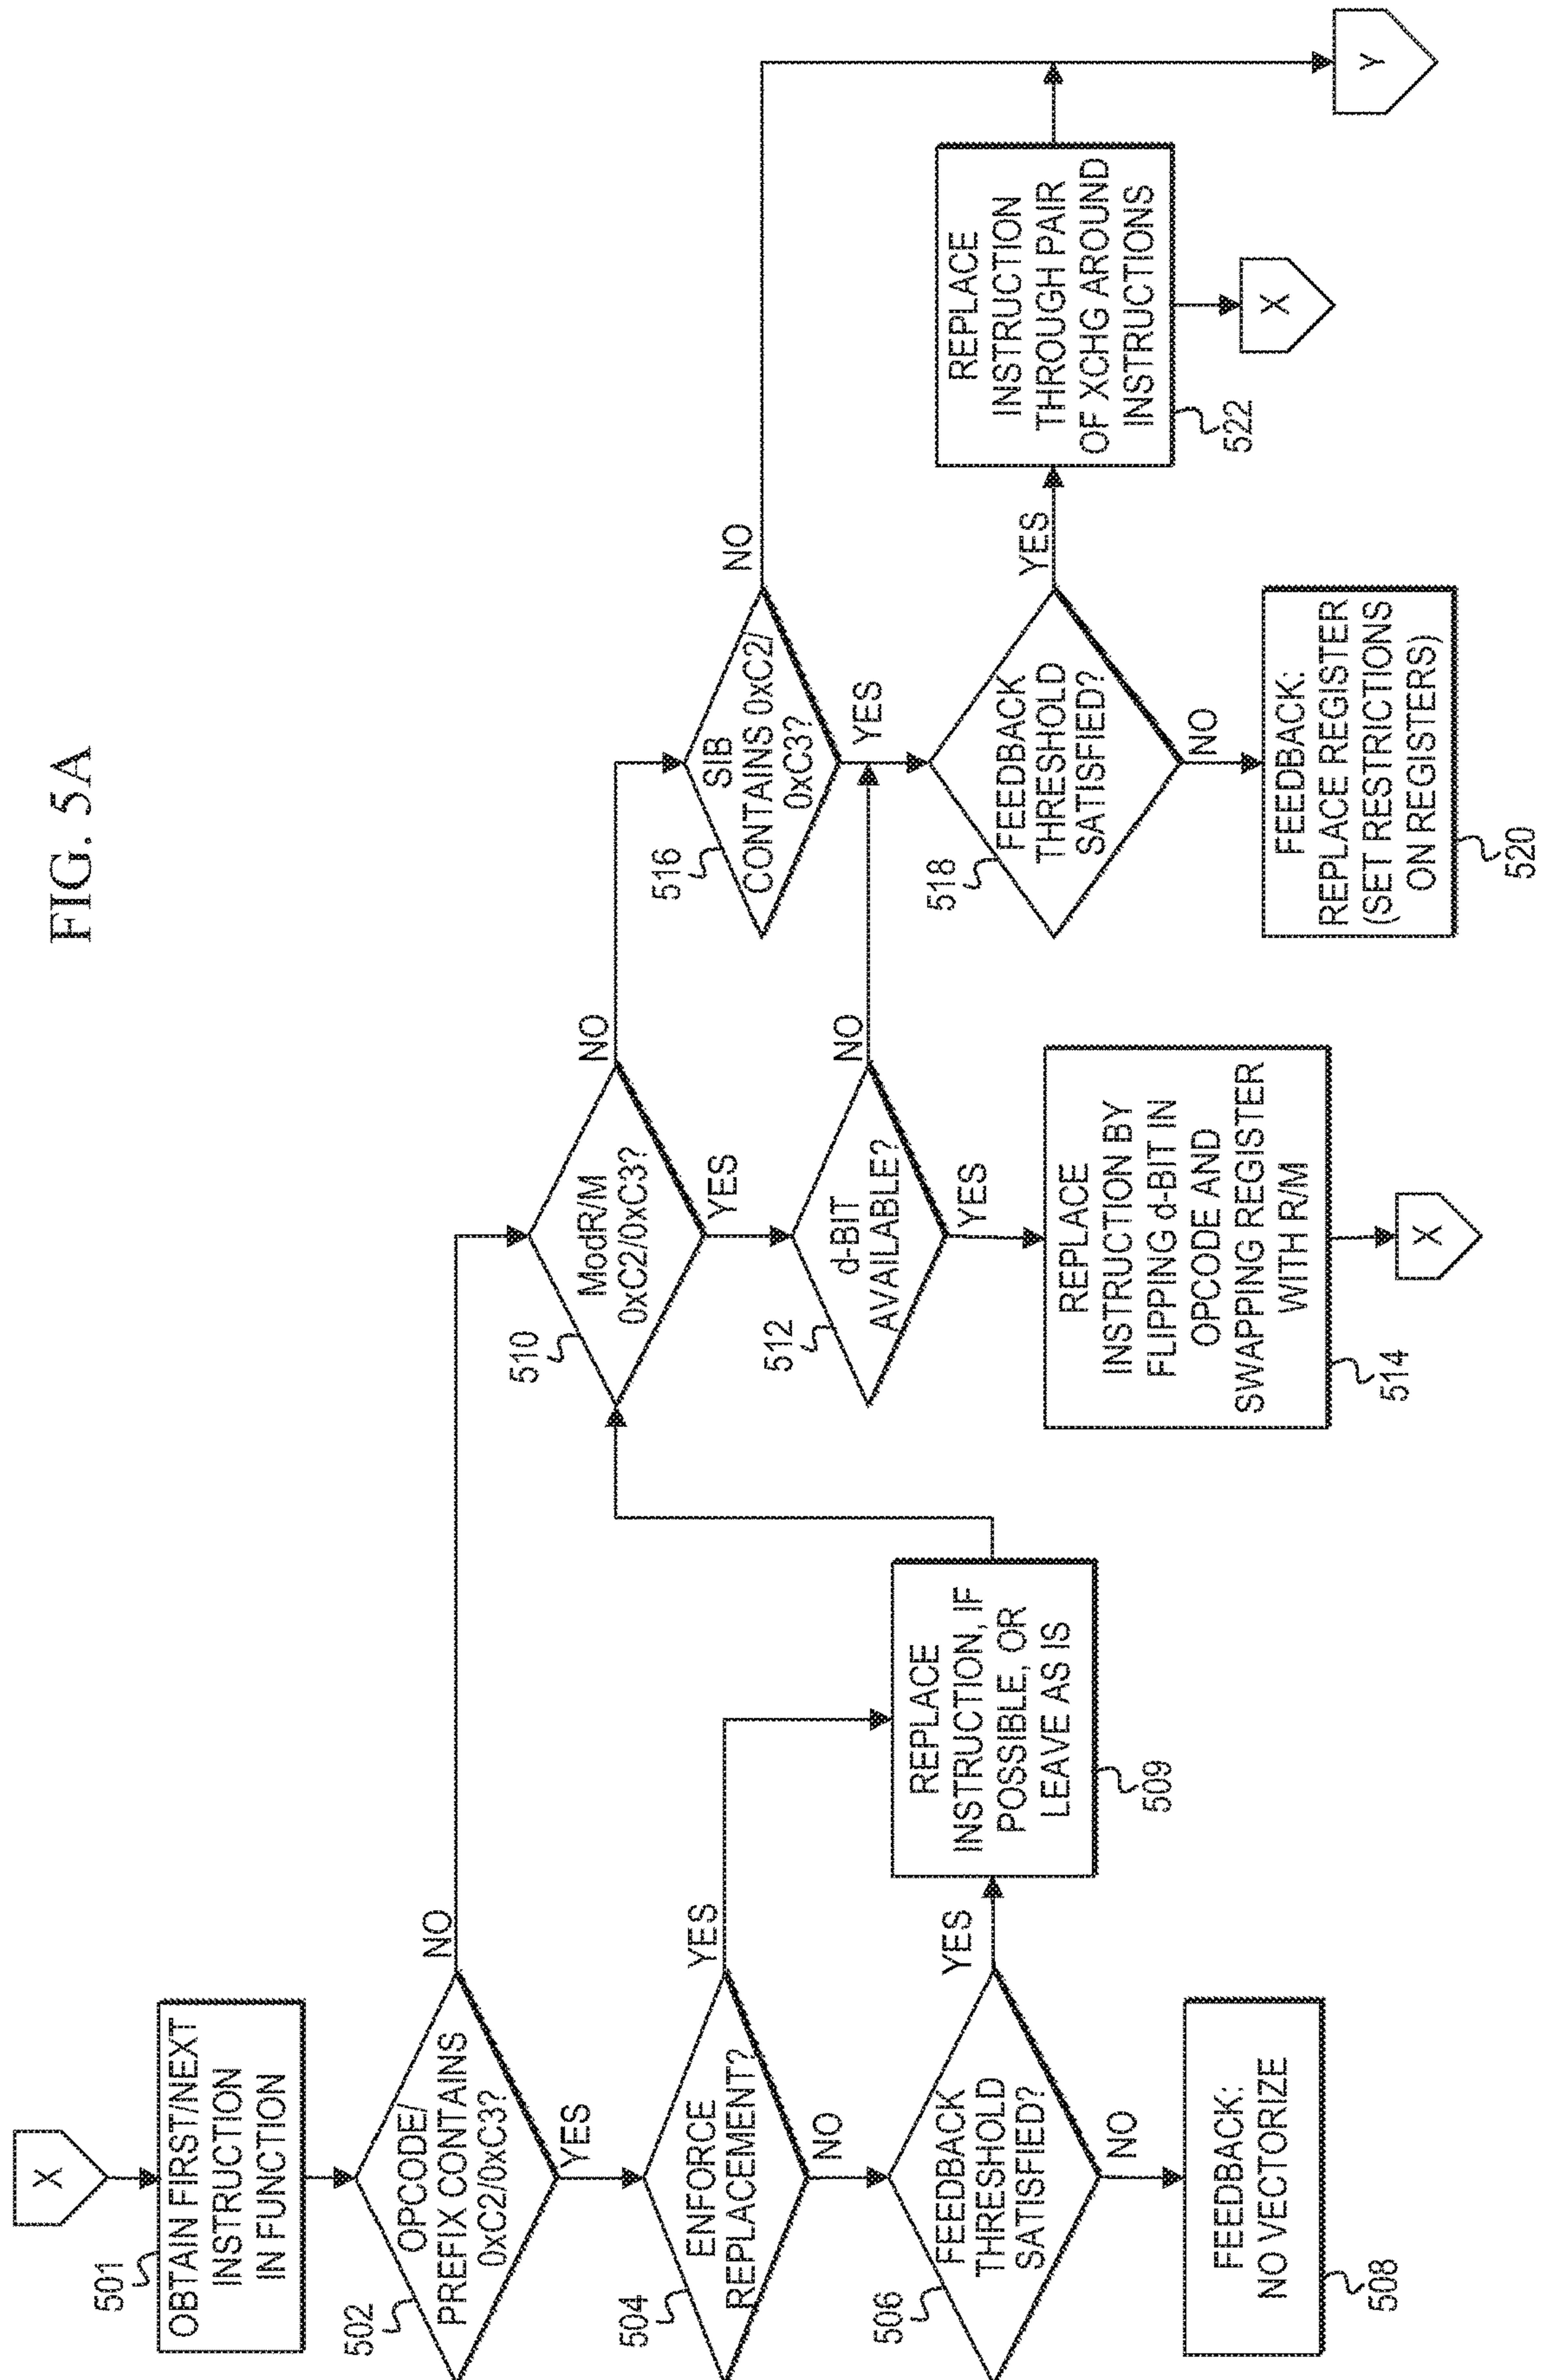 FIG. 5A
X
501
OBTAIN FIRST/NEXT
INSTRUCTION
IN FUNCTION
502
OPCODE/
PREFIX CONTAINS
0xC2/0xC3?
NO
YES
504
ENFORCE
REPLACEMENT?
YES
NO
506
FEEDBACK
THRESHOLD
SATISFIED?
YES
NO
508
FEEDBACK:
NO VECTORIZE
509
REPLACE
INSTRUCTION, IF
POSSIBLE, OR
LEAVE AS IS
510
ModR/M
0xC2/0xC3?
NO
YES
512
d-BIT
AVAILABLE?
NO
YES
514
REPLACE
INSTRUCTION BY
FLIPPING d-BIT IN
OPCODE AND
SWAPPING REGISTER
WITH R/M
X
516
SIB
CONTAINS 0xC2/
0xC3?
NO
YES
518
FEEDBACK
THRESHOLD
SATISFIED?
YES
NO
520
FEEDBACK:
REPLACE REGISTER
(SET RESTRICTIONS
ON REGISTERS)
522
REPLACE
INSTRUCTION
THROUGH PAIR
OF XCHG AROUND
INSTRUCTIONS
X
Y